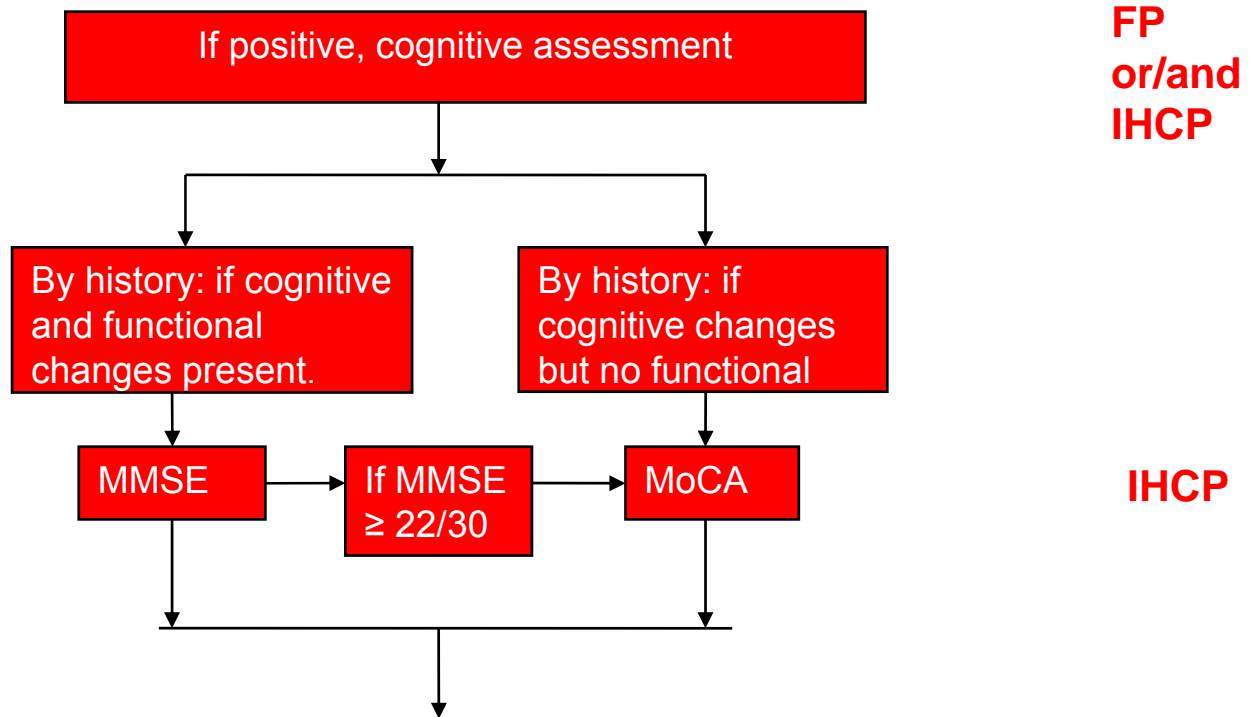 If positive, cognitive assessment
FP
or/and
IHCP
By history: if cognitive
and functional
changes present.
By history: if
cognitive changes
but no functional
MMSE
If MMSE
≥ 22/30
MoCA
IHCP